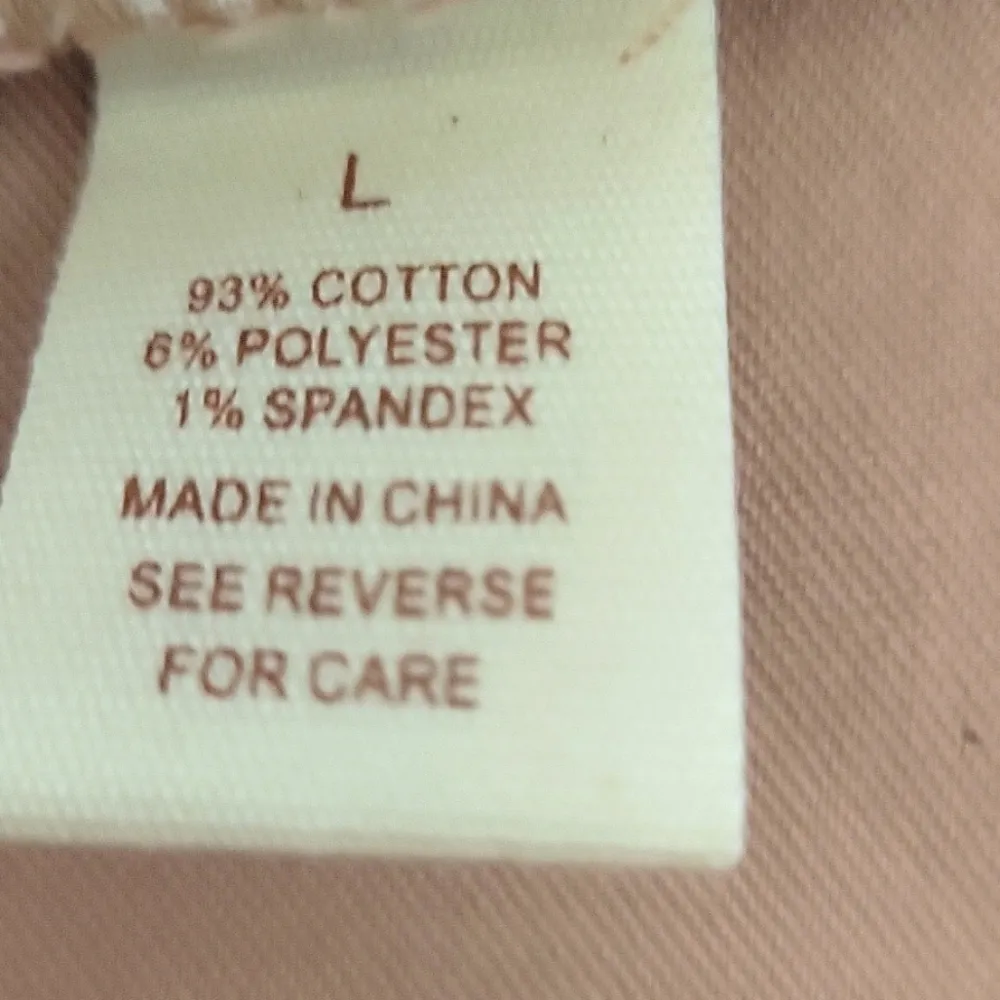 L
93% COTTON
6% POLYESTER
1% SPANDEX
MADE IN CHINA
SEE REVERSE
FOR CARE